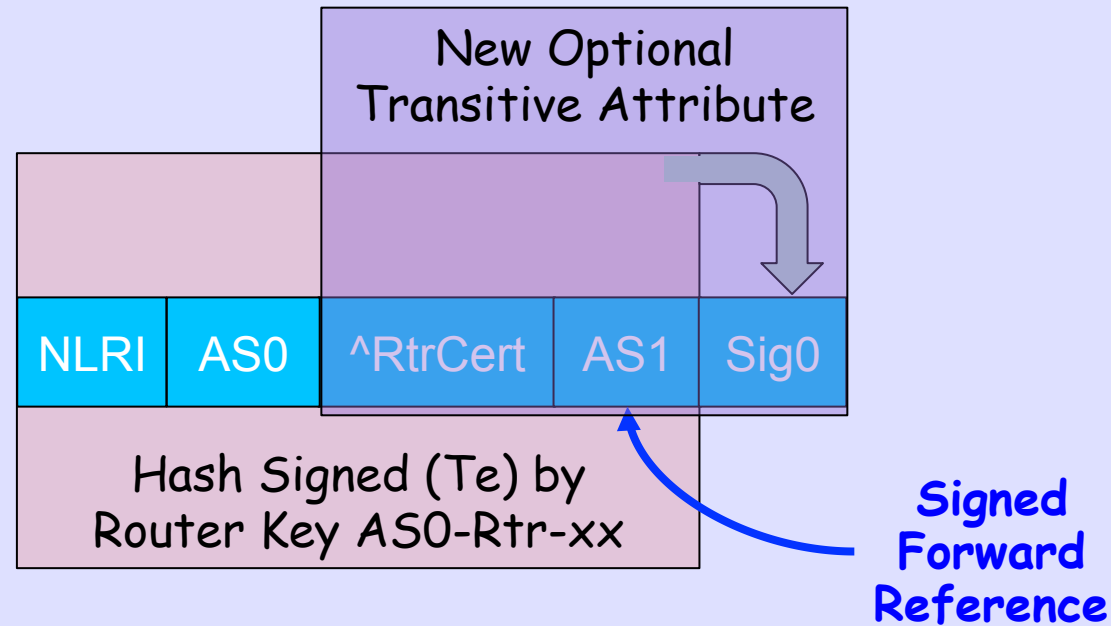 New Optional
Transitive Attribute
NLRI AS0 ^RtrCert AS1 Sig0
Hash Signed (Te) by
Router Key AS0-Rtr-xx
Signed
Forward
Reference